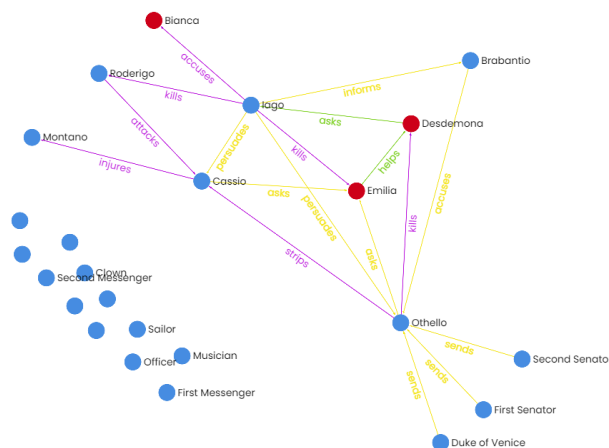 Bianca
accuses
Roderigo
kills
Brabantio
informs
Iago
attacks
asks
Desdemona
Montano
injures
persuades
kills
helps
Cassio
asks
Emilia
accuses
persuades
asks
kills
strips
Clown
Second Messenger
Othello
Sailor
sends
Musician
Officer
Second Senato
sends
First Messenger
sends
First Senator
Duke of Venice